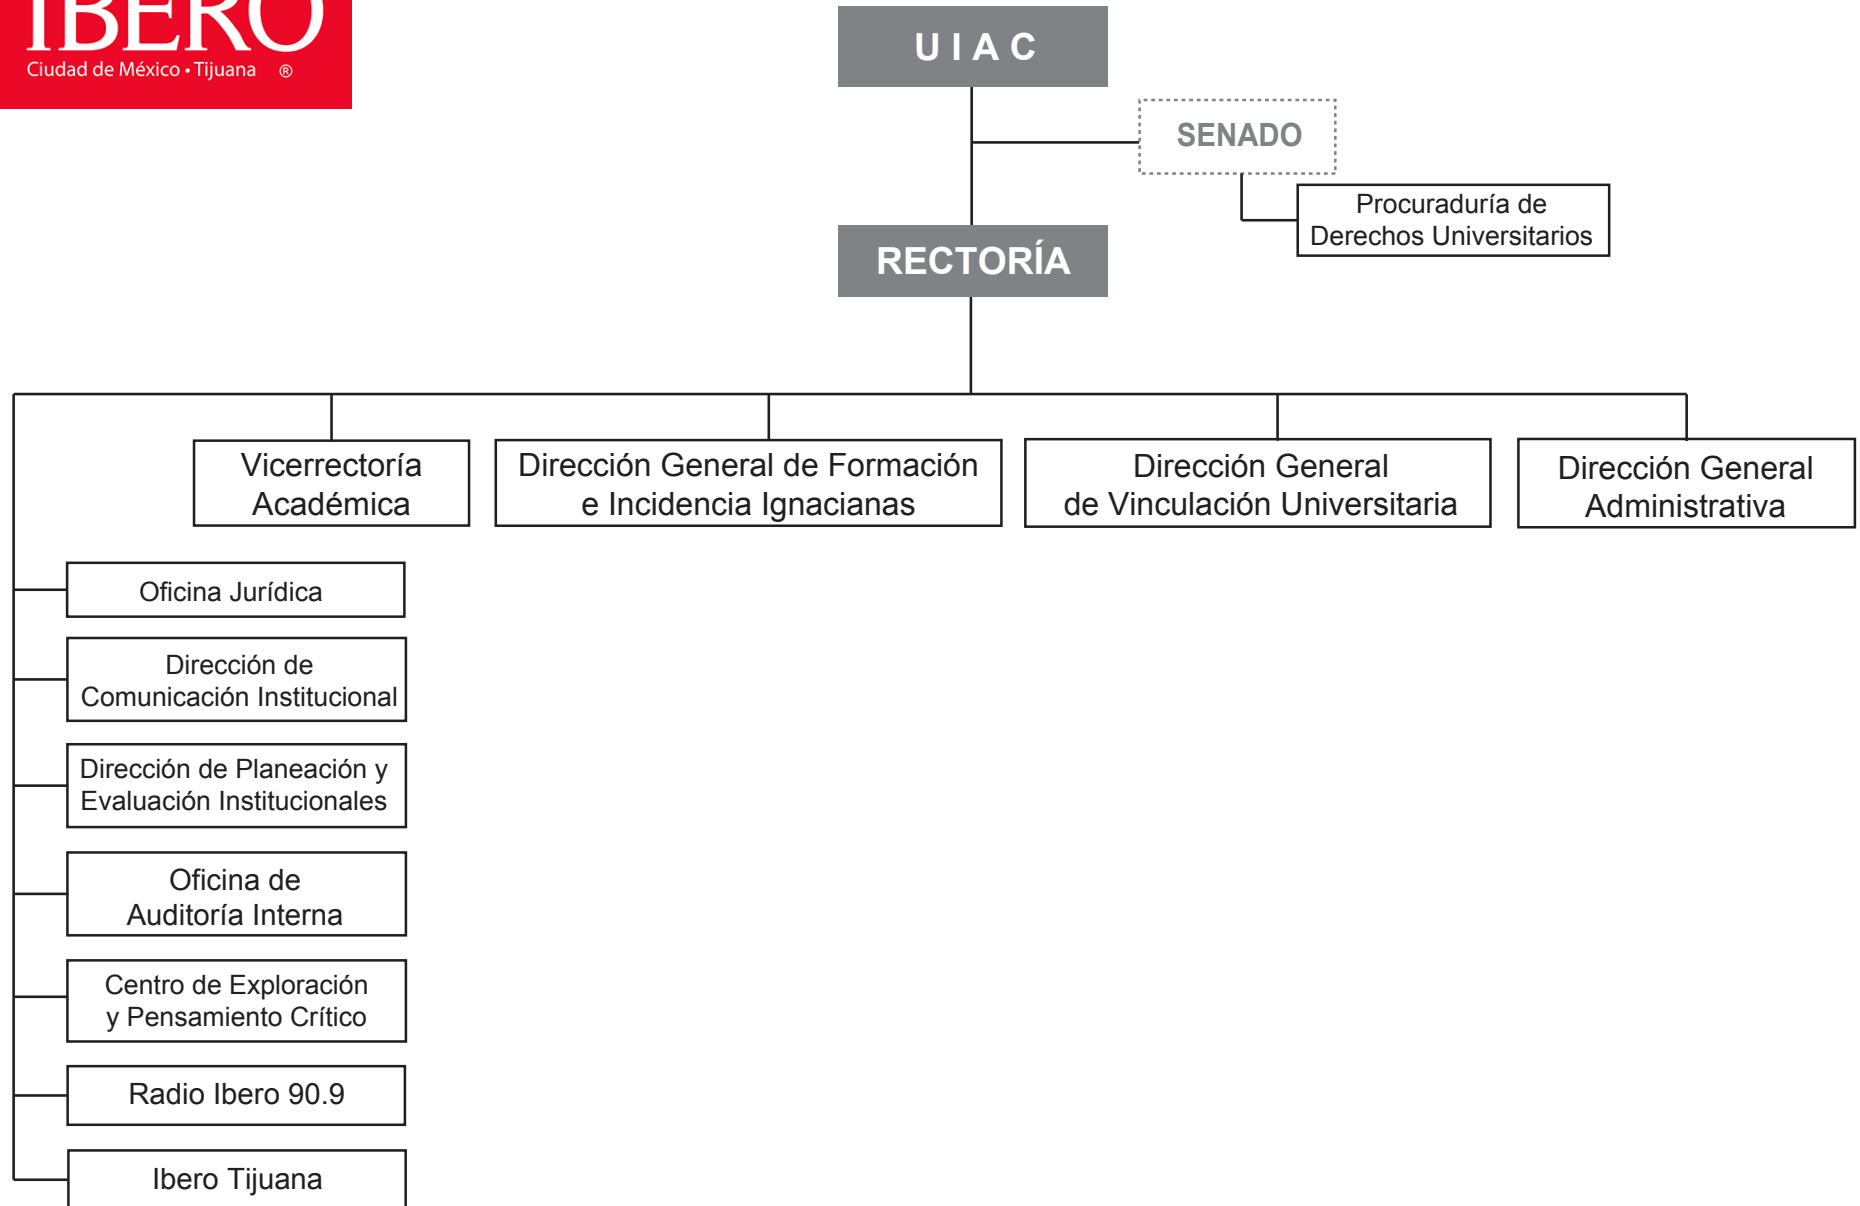 IBERO
Ciudad de México • Tijuana ®
U I A C
SENADO
Procuraduría de
Derechos Universitarios
RECTORÍA
Vicerrectoría
Académica
Dirección General de Formación
e Incidencia Ignacianas
Dirección General
de Vinculación Universitaria
Dirección General
Administrativa
Oficina Jurídica
Dirección de
Comunicación Institucional
Dirección de Planeación y
Evaluación Institucionales
Oficina de
Auditoría Interna
Centro de Exploración
y Pensamiento Crítico
Radio Ibero 90.9
Ibero Tijuana